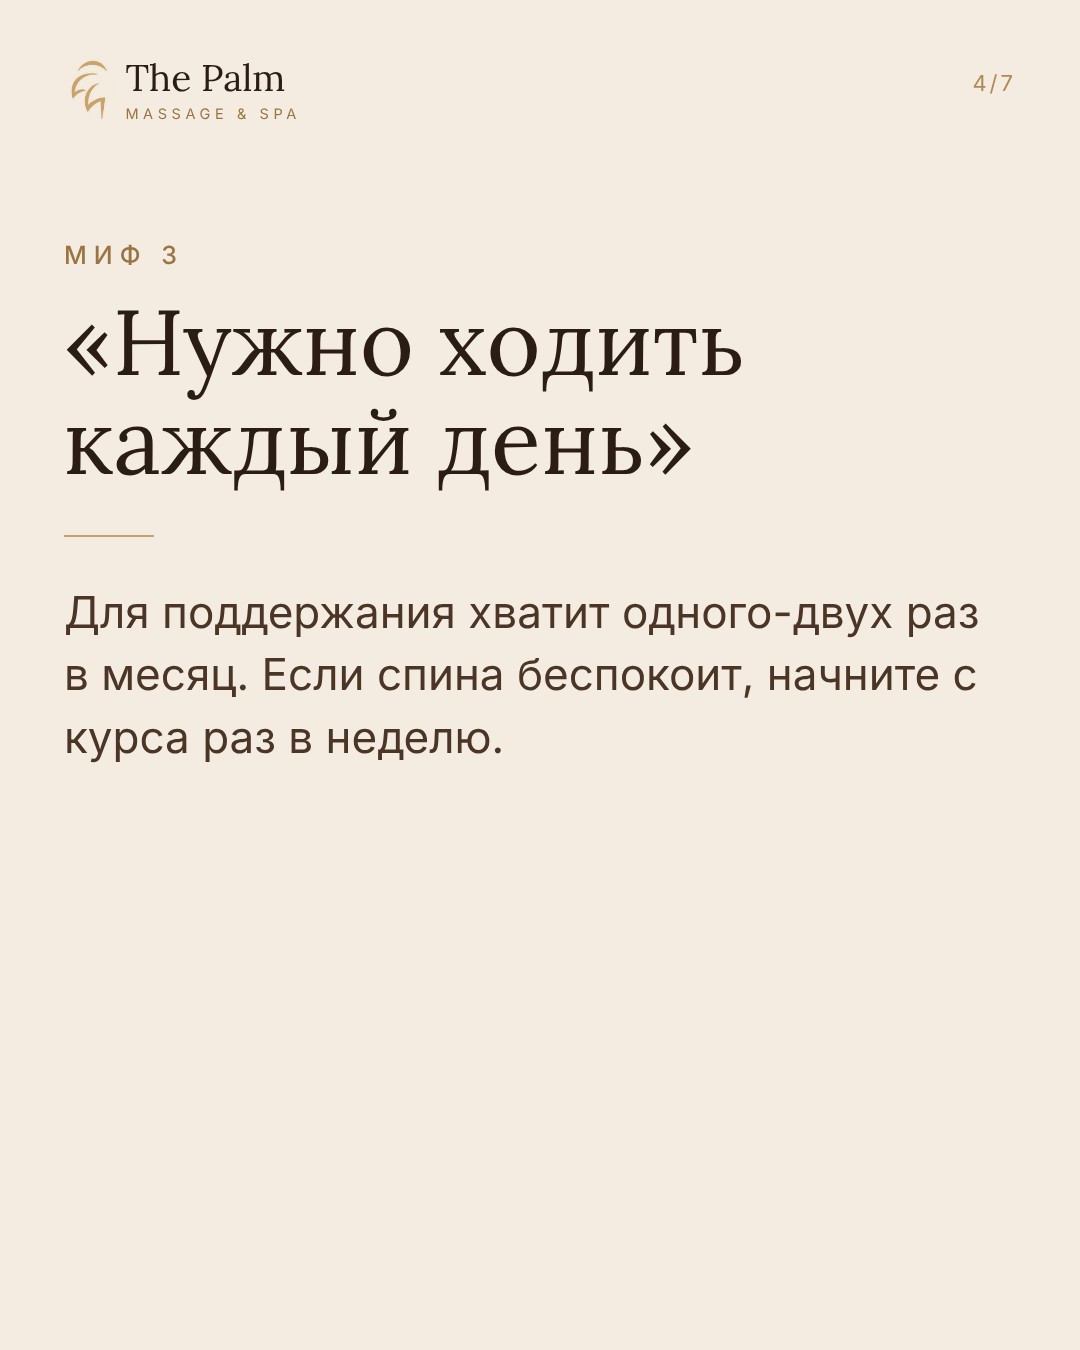 The Palm
MASSAGE & SPA
4/7
МИФ 3
«Нужно ходить
каждый день»
Для поддержания хватит одного-двух раз
в месяц. Если спина беспокоит, начните с
курса раз в неделю.